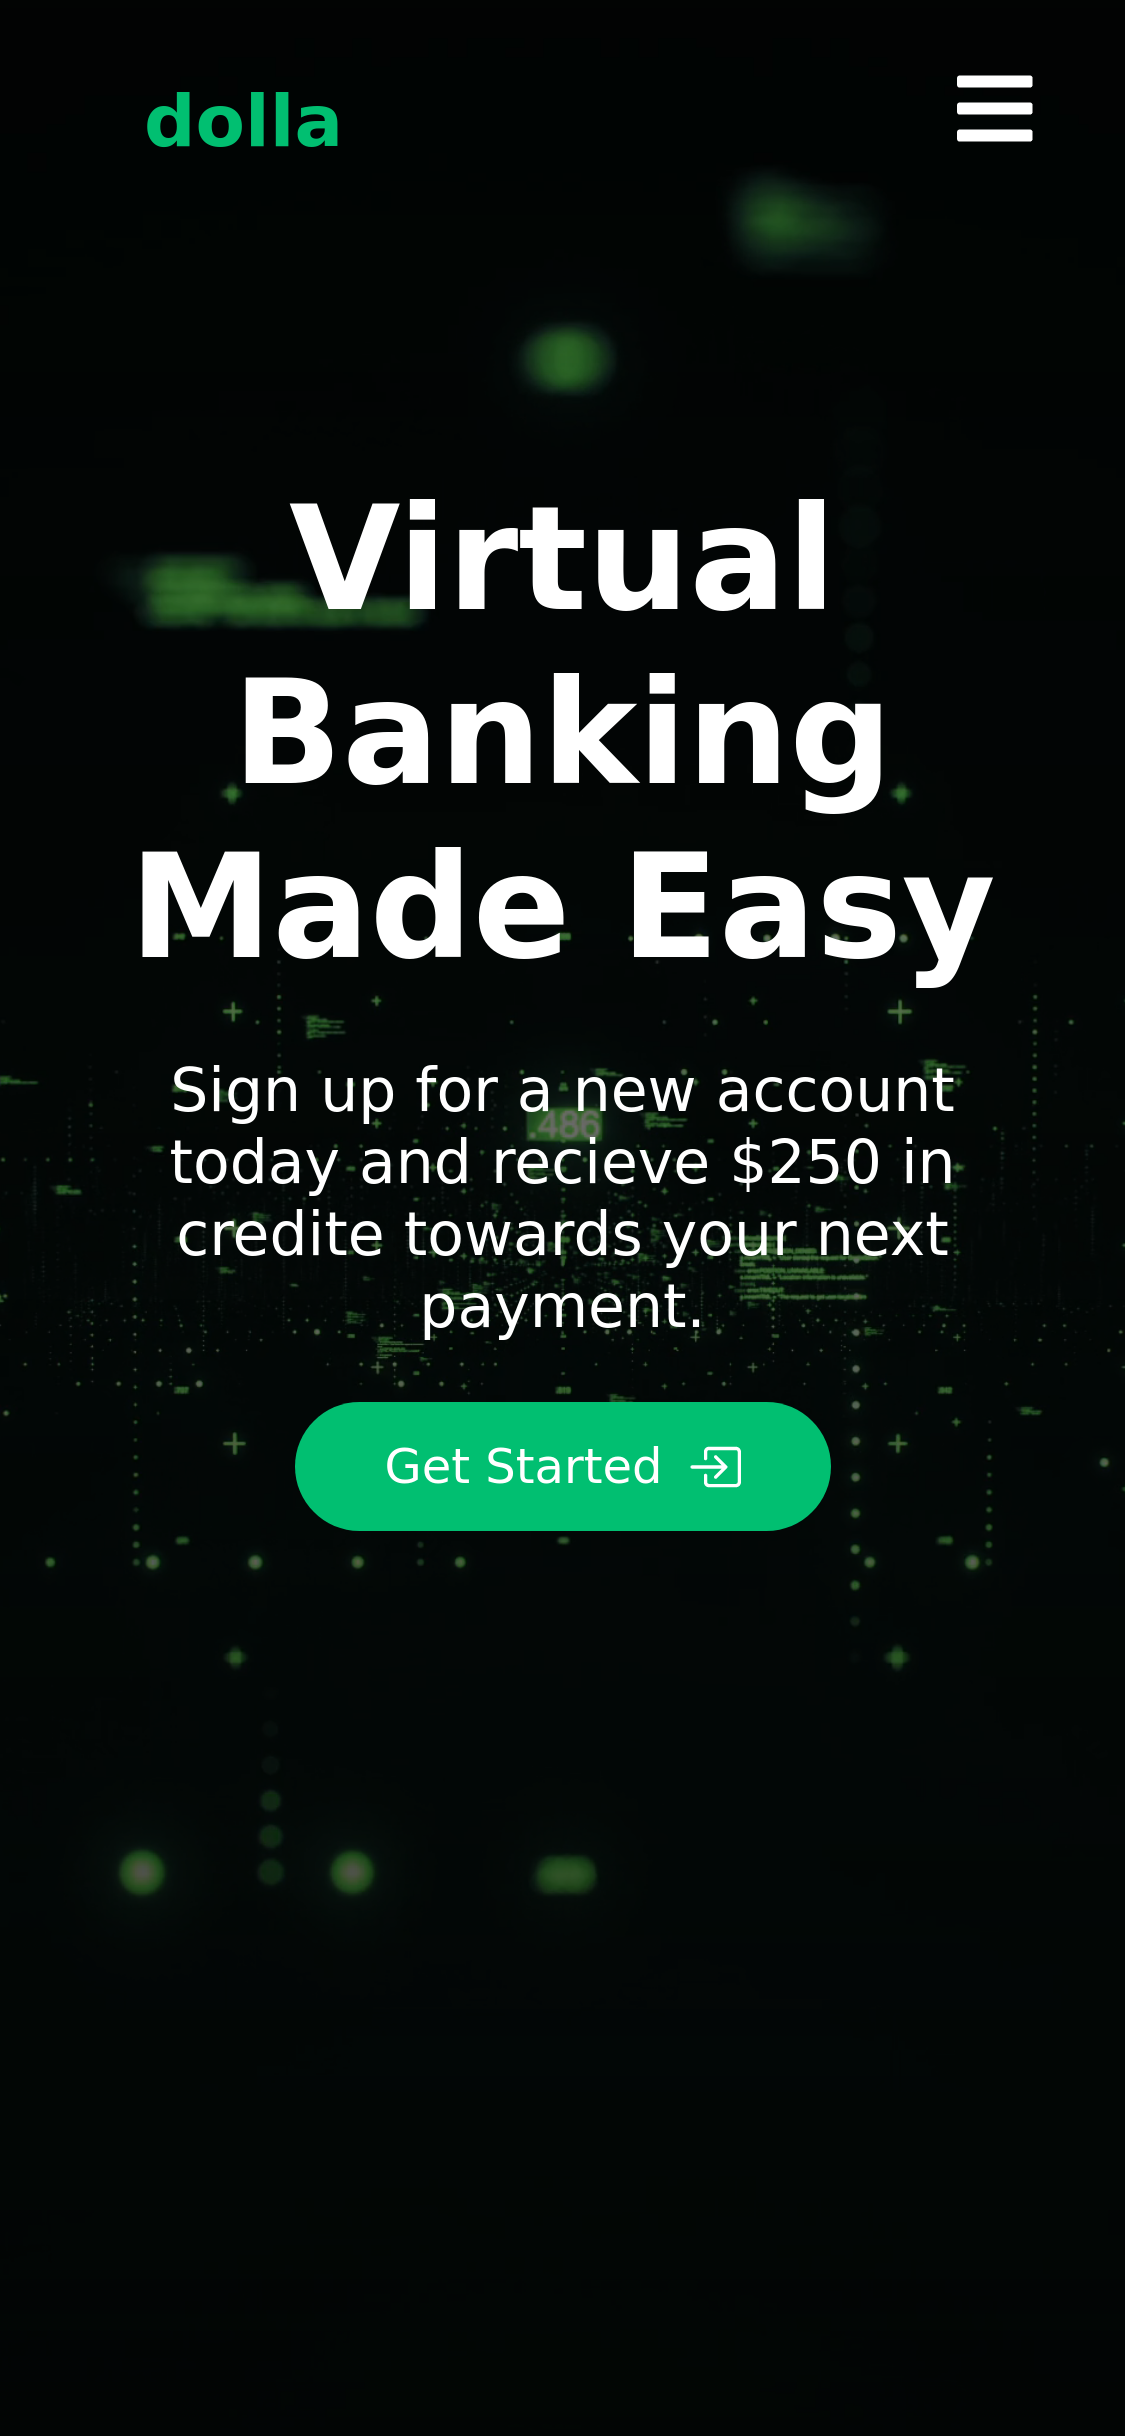 dolla
Virtual
Banking
Made Easy
Sign up for a new account
.486
today and recieve $250 in
credite towards your next
payment.
Get Started